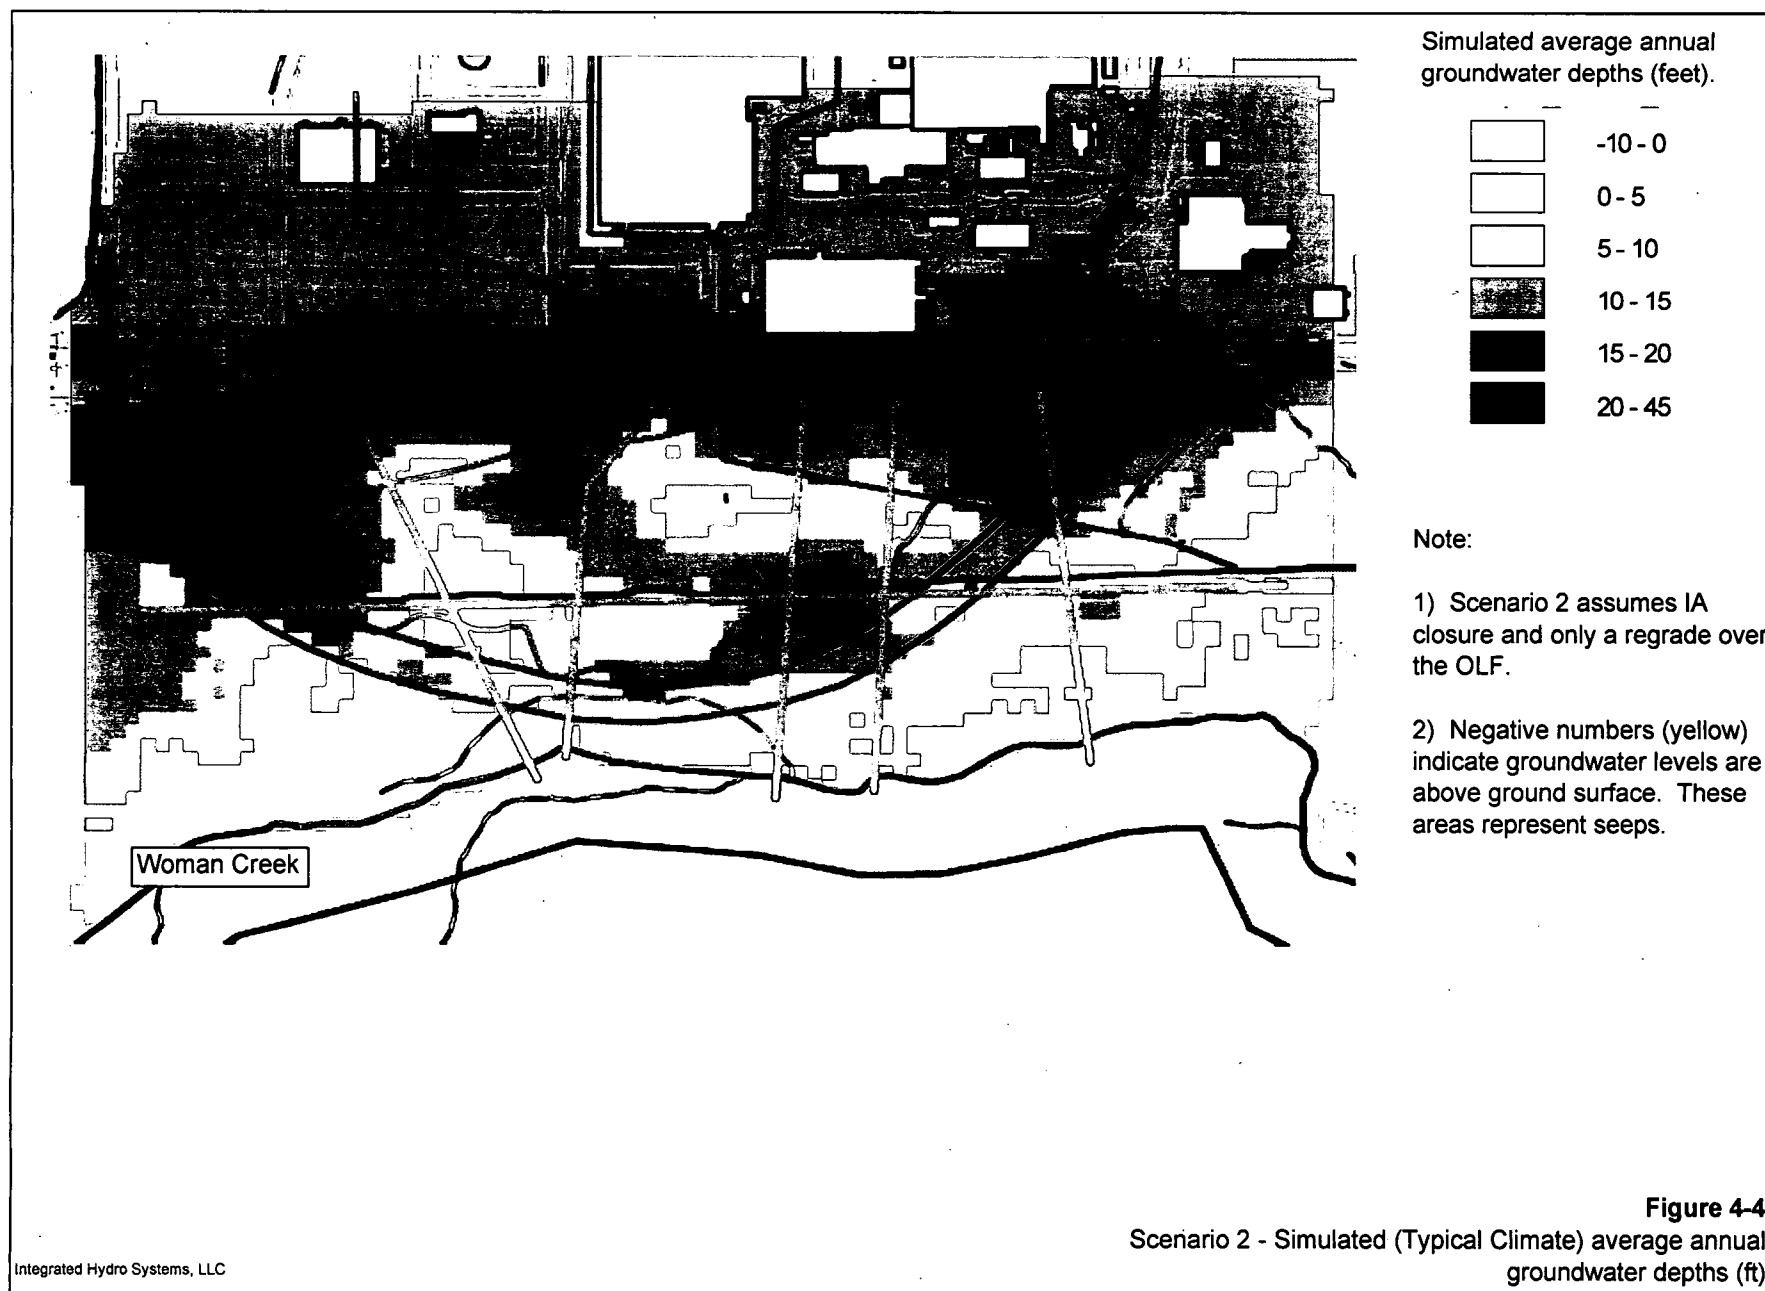 Simulated average annual
groundwater depths (feet).
-10 - 0
0 - 5
5 - 10
10 - 15
15 - 20
20 - 45
Note:
1) Scenario 2 assumes IA
closure and only a regrade over
the OLF.
2) Negative numbers (yellow)
indicate groundwater levels are
above ground surface. These
areas represent seeps.
Woman Creek
Figure 4-4
Scenario 2 - Simulated (Typical Climate) average annual
groundwater depths (ft)
Integrated Hydro Systems, LLC